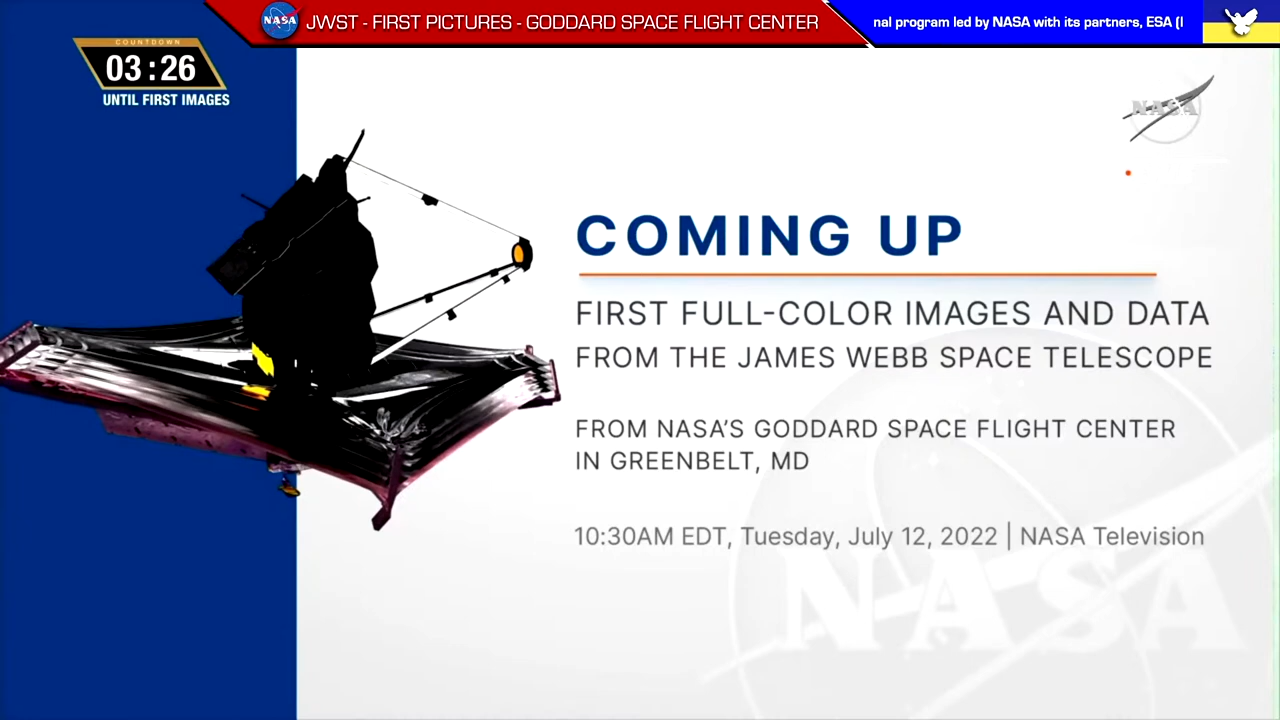 NASA
JWST - FIRST PICTURES - GODDARD SPACE FLIGHT CENTER
nal program led by NASA with its partners, ESA (I
COUNTDOWN
03:26
UNTIL FIRST IMAGES
NASA
COMING UP
FIRST FULL-COLOR IMAGES AND DATA
FROM THE JAMES WEBB SPACE TELESCOPE
FROM NASA'S GODDARD SPACE FLIGHT CENTER
IN GREENBELT, MD
10:30AM EDT, Tuesday, July 12, 2022 | NASA Television
NASA